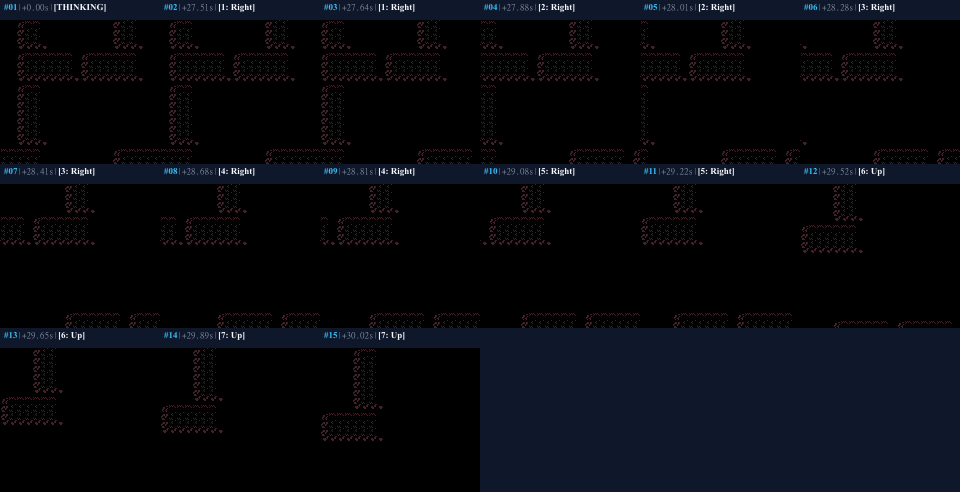 #01|+0.00s|[THINKING]
#02|+27.51s|[1: Right]
#03|+27.64s|[1: Right]
#04|+27.88s|[2: Right]
#05|+28.01s|[2: Right]
#06|+28.28s|[3: Right]
#07|+28.41s|[3: Right]
#08|+28.68s|[4: Right]
#09|+28.81s|[4: Right]
#10|+29.08s|[5: Right]
#11|+29.22s|[5: Right]
#12|+29.52s|[6: Up]
#13|+29.65s|[6: Up]
#14|+29.89s|[7: Up]
#15|+30.02s|[7: Up]